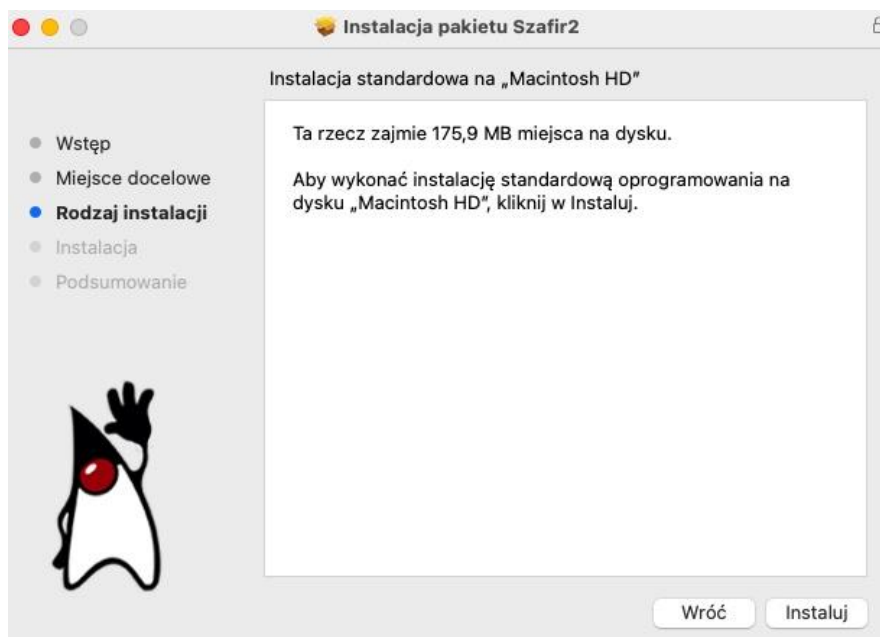 Instalacja pakietu Szafir2
Instalacja standardowa na „Macintosh HD”
Wstęp
Miejsce docelowe
Rodzaj instalacji
Instalacja
Podsumowanie
Ta rzecz zajmie 175,9 MB miejsca na dysku.
Aby wykonać instalację standardową oprogramowania na
dysku „Macintosh HD”, kliknij w Instaluj.
Wróć
Instaluj